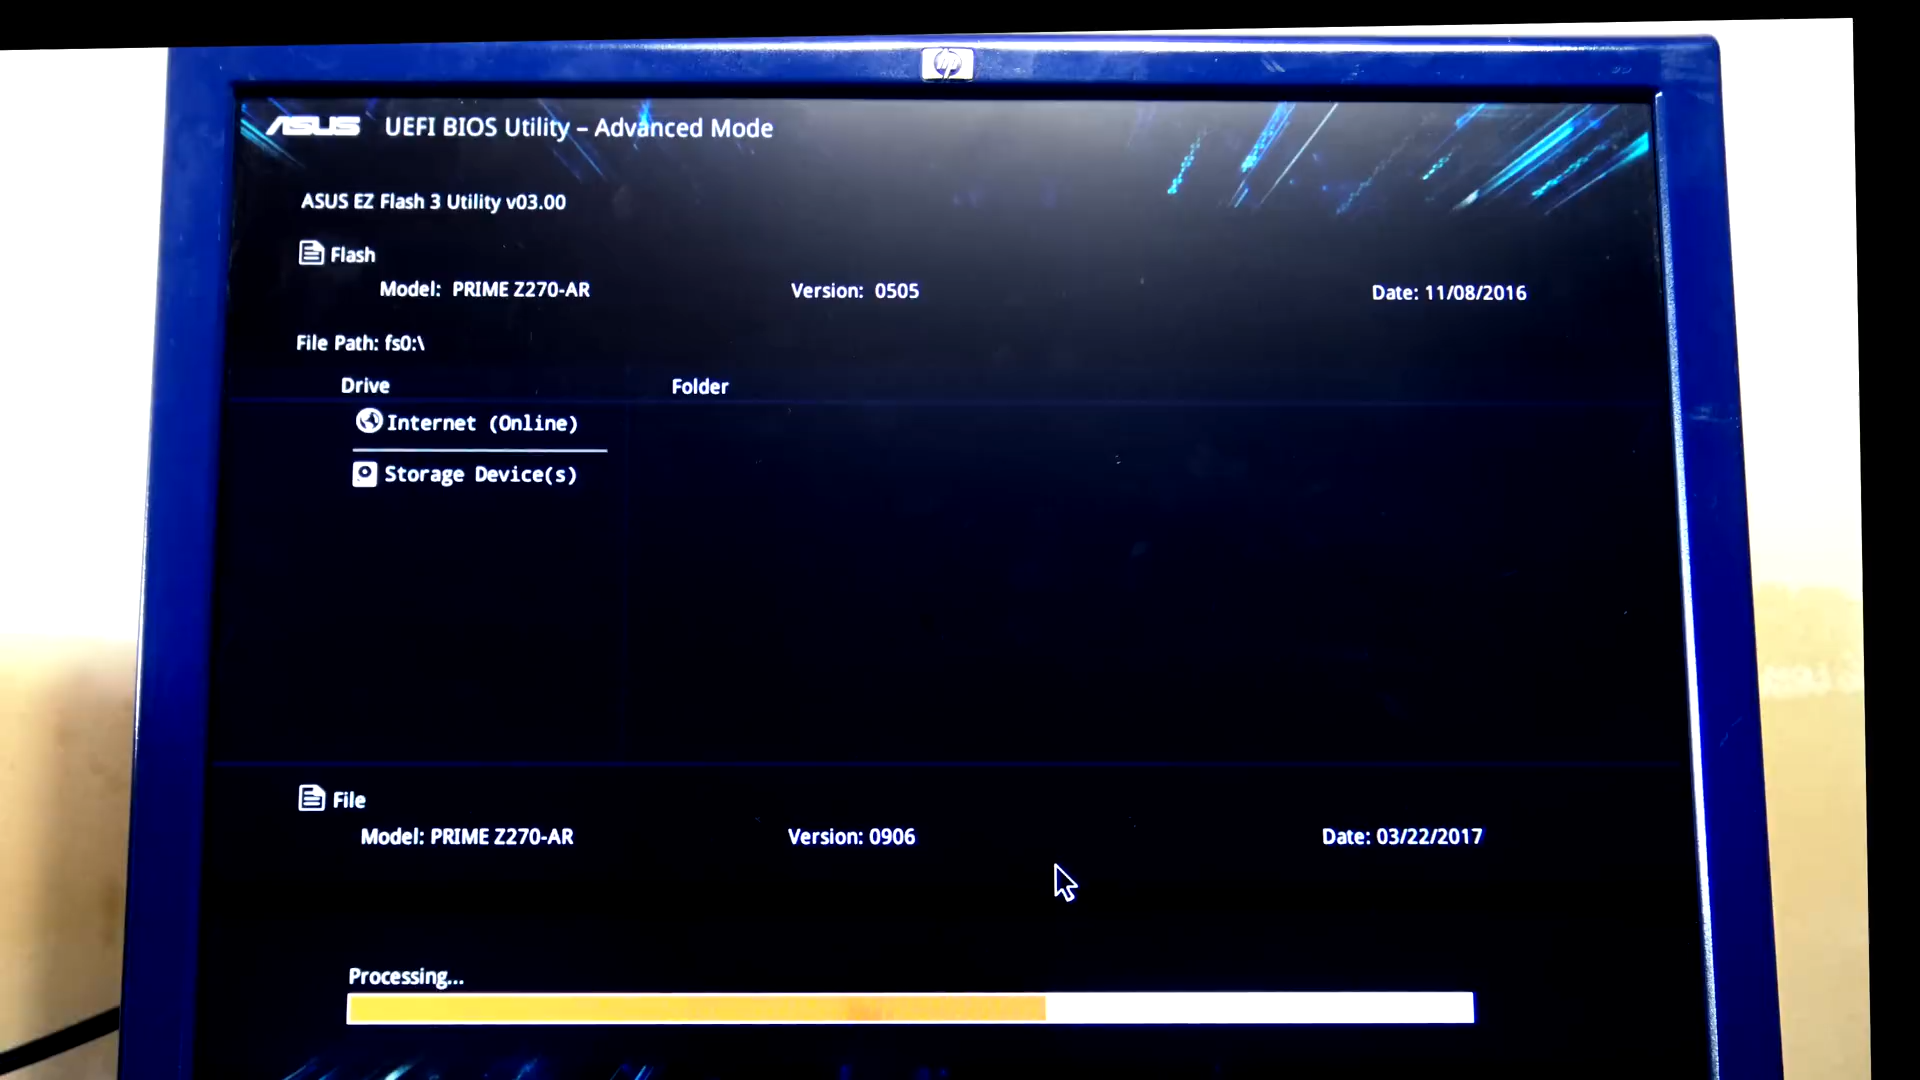 hp
ASUS UEFI BIOS Utility – Advanced Mode
ASUS EZ Flash 3 Utility v03.00
Flash
Model: PRIME Z270-AR Version: 0505 Date: 11/08/2016
File Path: fs0:\
Drive Folder
Internet (Online)
Storage Device(s)
File
Model: PRIME Z270-AR Version: 0906 Date: 03/22/2017
Processing...